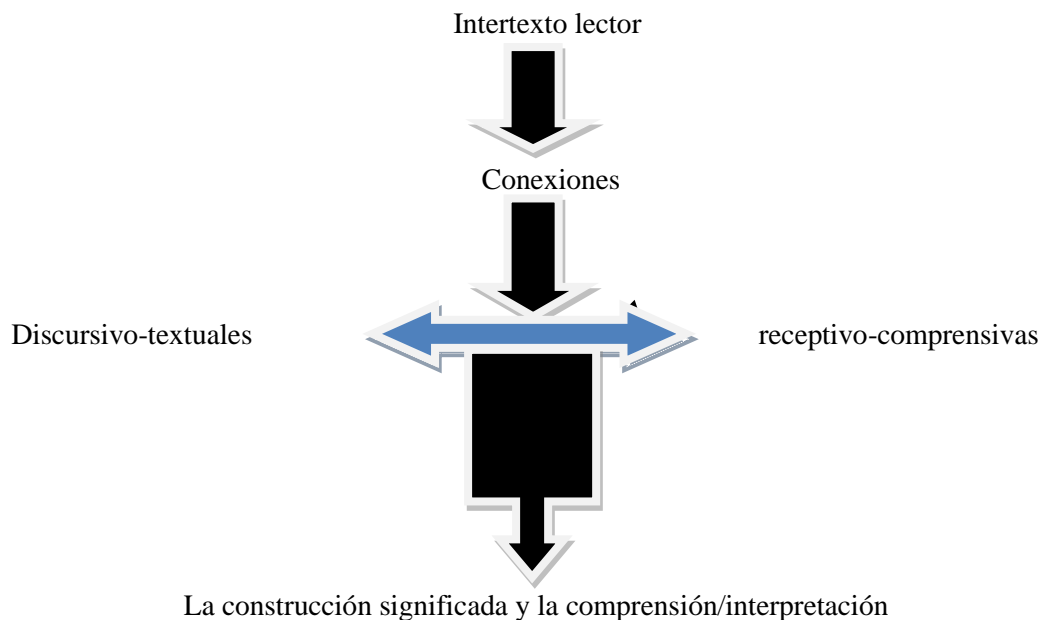 Intertexto lector
Conexiones
Discursivo-textuales receptivo-comprensivas
La construcción significada y la comprensión/interpretación